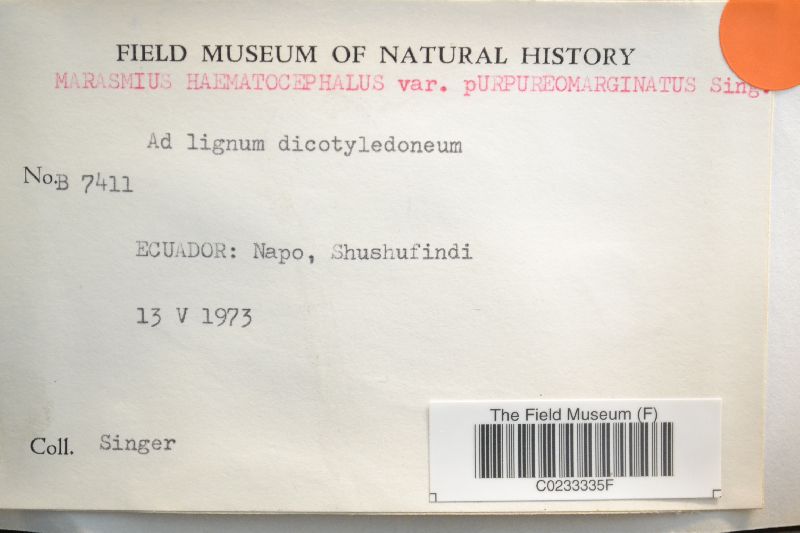 FIELD MUSEUM OF NATURAL HISTORY
MARASMIUS HAEMATOCEPHALUS var. pURPUREOMARGINATUS Sing.
Ad lignum dicotyledoneum
No. B 7411
ECUADOR: Napo, Shushufindi
13 V 1973
Coll. Singer
The Field Museum (F)
C0233335F